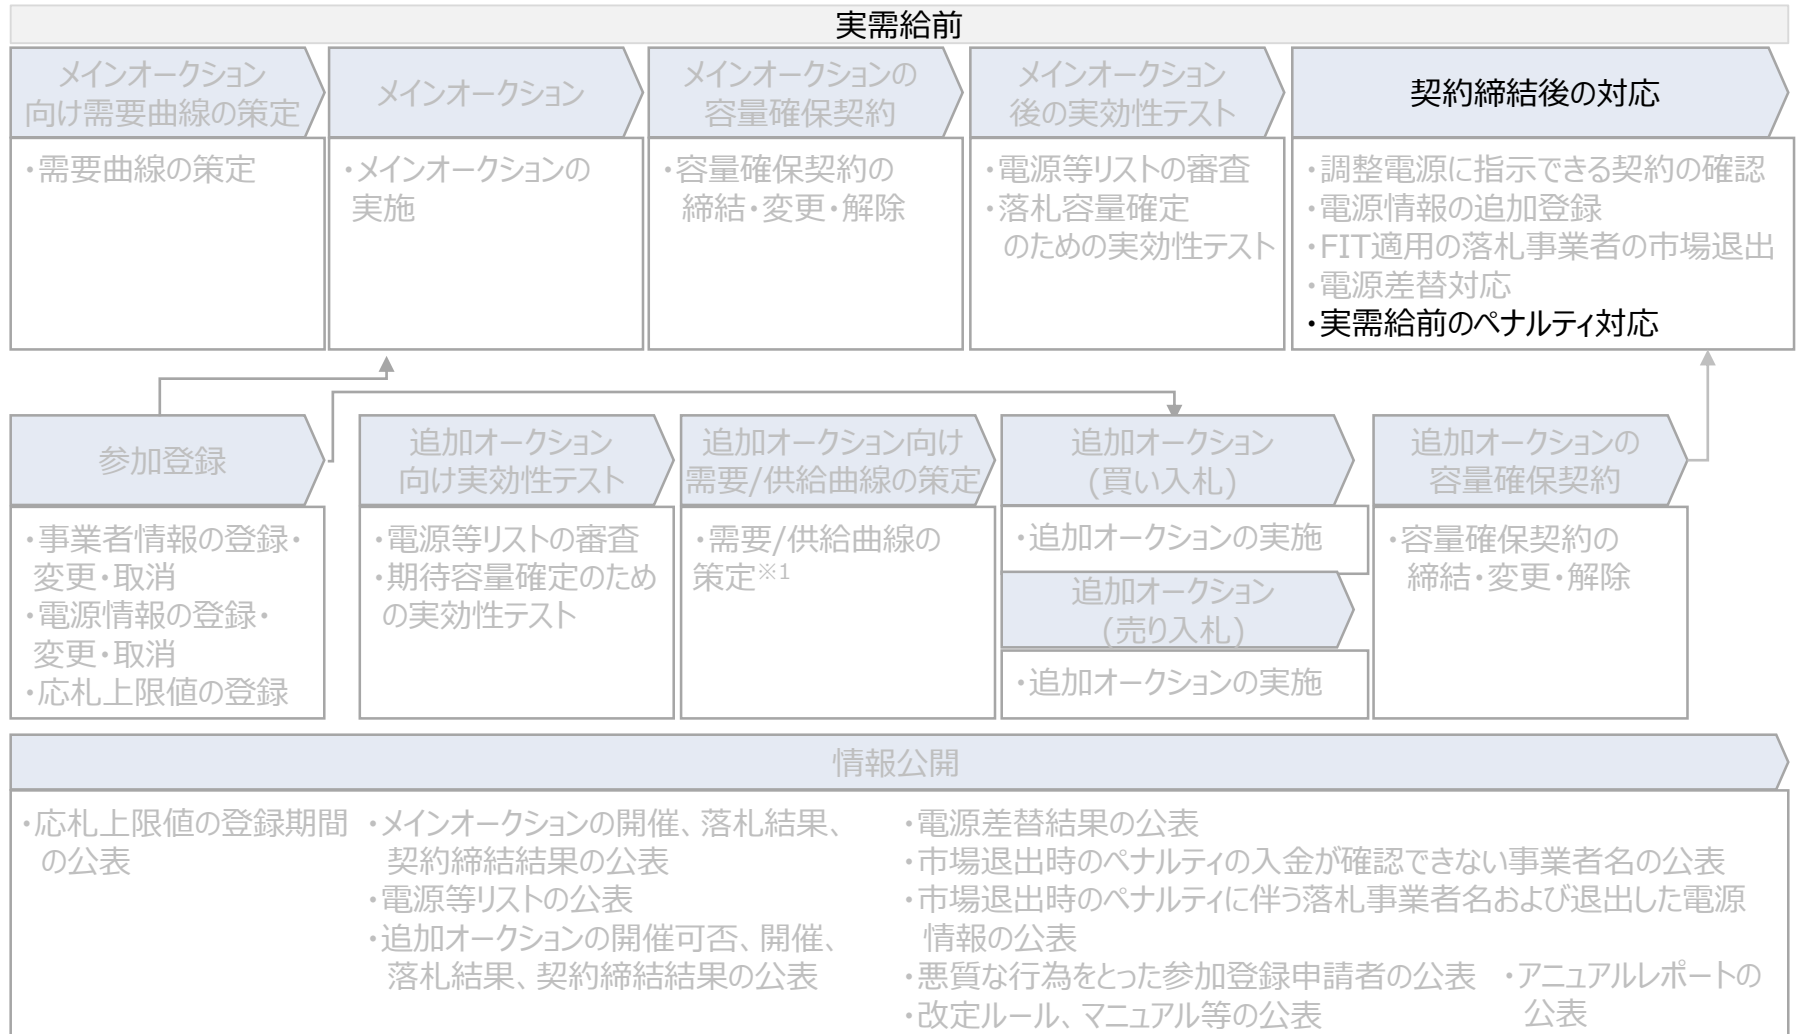 実需給前
メインオークション
向け需要曲線の策定
・需要曲線の策定
メインオークション
・メインオークションの
実施
メインオークションの
容量確保契約
・容量確保契約の
締結・変更・解除
メインオークション
後の実効性テスト
・電源等リストの審査
・落札容量確定
のための実効性テスト
契約締結後の対応
・調整電源に指示できる契約の確認
・電源情報の追加登録
・FIT適用の落札事業者の市場退出
・電源差替対応
・実需給前のペナルティ対応
参加登録
・事業者情報の登録・
変更・取消
・電源情報の登録・
変更・取消
・応札上限値の登録
追加オークション
向け実効性テスト
・電源等リストの審査
・期待容量確定のため
の実効性テスト
追加オークション向け
需要/供給曲線の策定
・需要/供給曲線の
策定※1
追加オークション
(買い入札)
・追加オークションの実施
追加オークション
(売り入札)
・追加オークションの実施
追加オークションの
容量確保契約
・容量確保契約の
締結・変更・解除
情報公開
・応札上限値の登録期間
の公表
・メインオークションの開催、落札結果、
契約締結結果の公表
・電源等リストの公表
・追加オークションの開催可否、開催、
落札結果、契約締結結果の公表
・電源差替結果の公表
・市場退出時のペナルティの入金が確認できない事業者名の公表
・市場退出時のペナルティに伴う落札事業者名および退出した電源
情報の公表
・悪質な行為をとった参加登録申請者の公表
・改定ルール、マニュアル等の公表
・アニュアルレポートの
公表